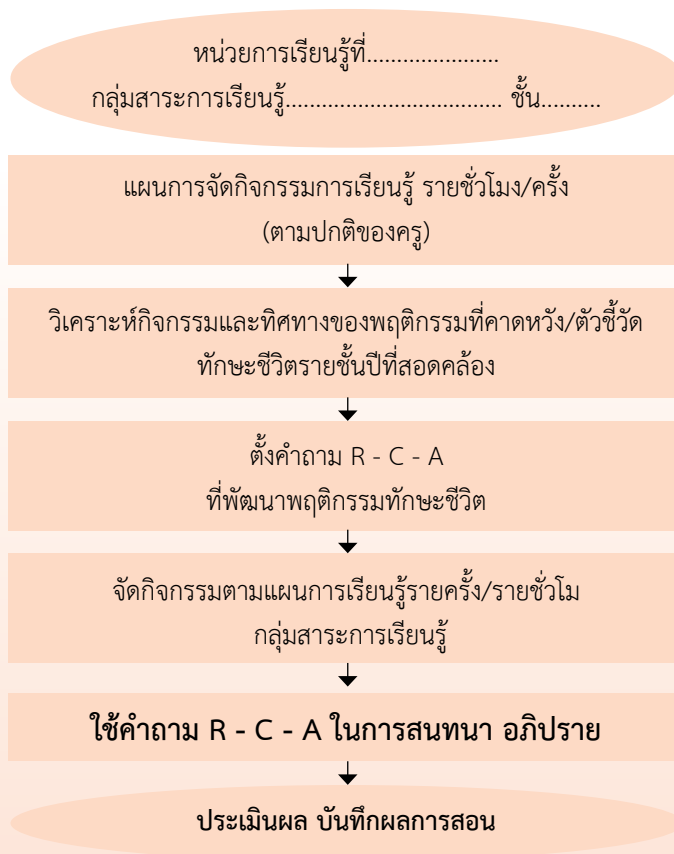 หน่วยการเรียนรู้ที่......................
กลุ่มสาระการเรียนรู้.................................. ชั้น..........
แผนการจัดกิจกรรมการเรียนรู้ รายชั่วโมง/ครั้ง
(ตามปกติของครู)
วิเคราะห์กิจกรรมและทิศทางของพฤติกรรมที่คาดหวัง/ตัวชี้วัด
ทักษะชีวิตรายชั้นปีที่สอดคล้อง
ตั้งคำถาม R - C - A
ที่พัฒนาพฤติกรรมทักษะชีวิต
จัดกิจกรรมตามแผนการเรียนรู้รายครั้ง/รายชั่วโม
กลุ่มสาระการเรียนรู้
ใช้คำถาม R - C - A ในการสนทนา อภิปราย
ประเมินผล บันทึกผลการสอน